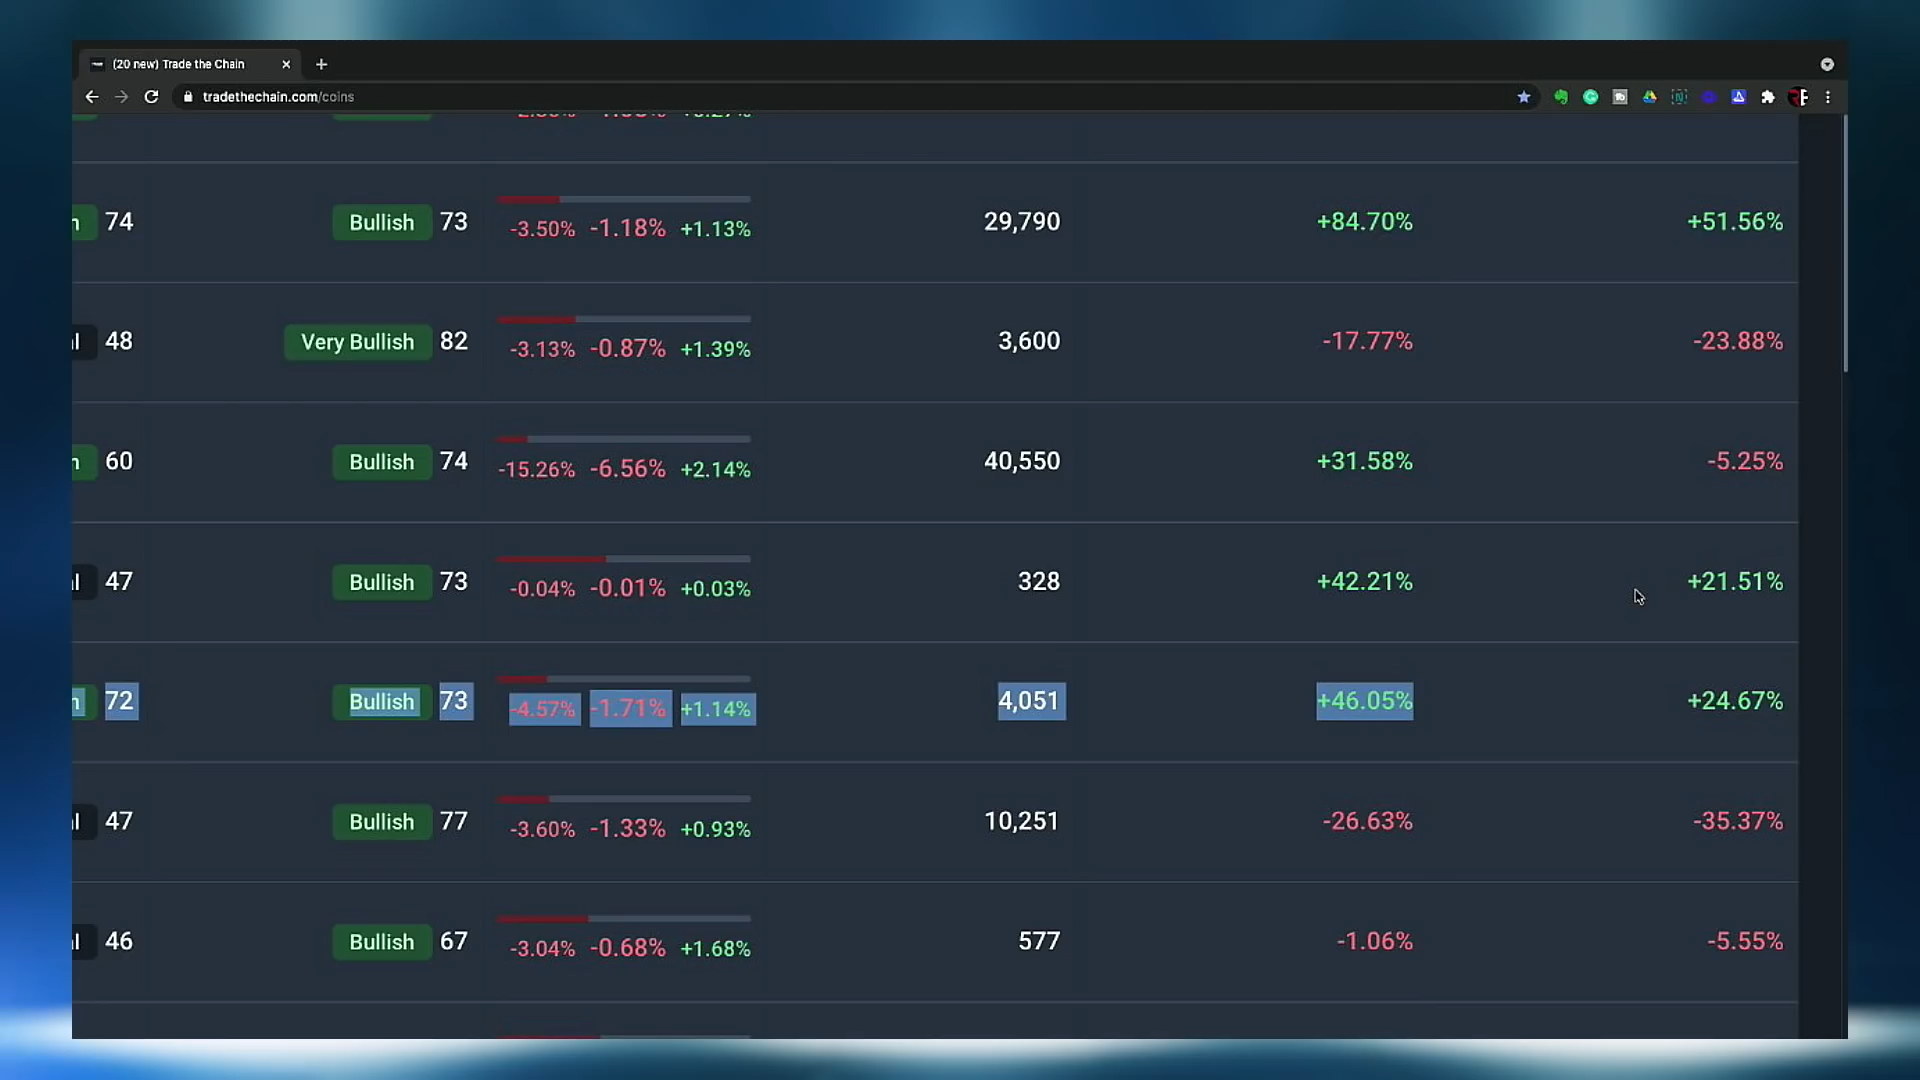 (20 new) Trade the Chain
tradethechain.com/coins
74 Bullish 73 -3.50% -1.18% +1.13% 29,790 +84.70% +51.56%
48 Very Bullish 82 -3.13% -0.87% +1.39% 3,600 -17.77% -23.88%
60 Bullish 74 -15.26% -6.56% +2.14% 40,550 +31.58% -5.25%
47 Bullish 73 -0.04% -0.01% +0.03% 328 +42.21% +21.51%
72 Bullish 73 -4.57% -1.71% +1.14% 4,051 +46.05% +24.67%
47 Bullish 77 -3.60% -1.33% +0.93% 10,251 -26.63% -35.37%
46 Bullish 67 -3.04% -0.68% +1.68% 577 -1.06% -5.55%